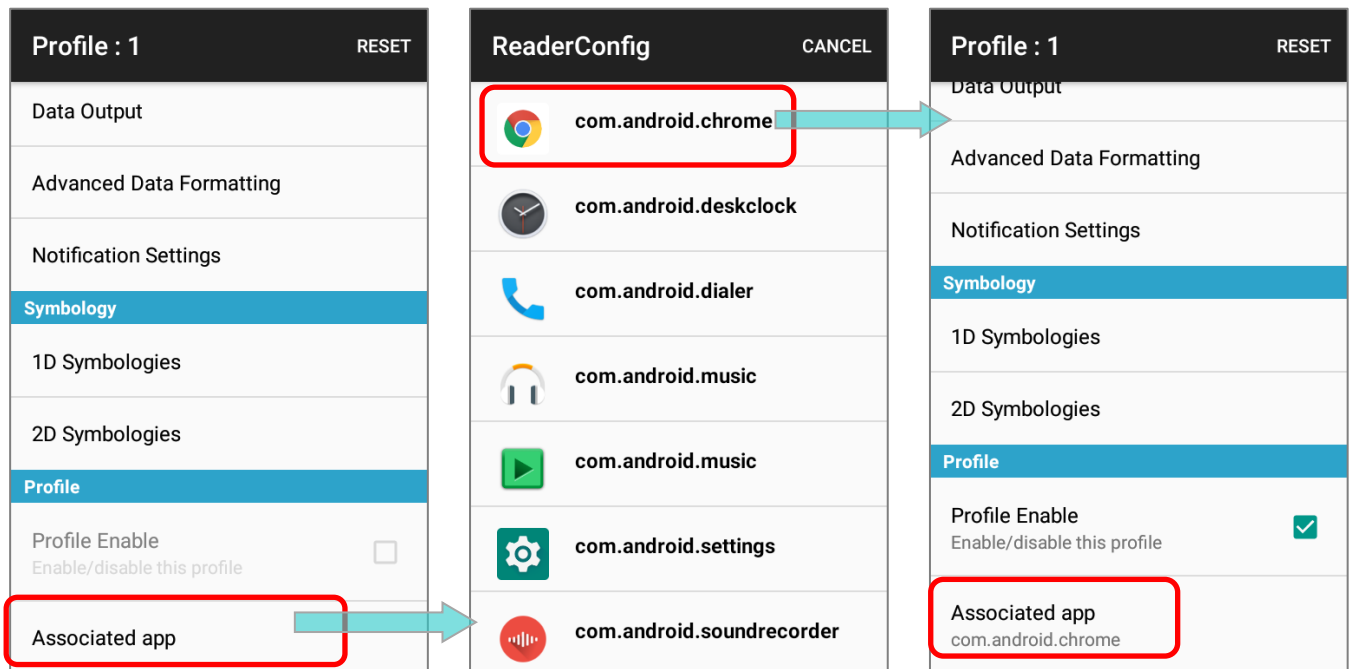 Profile : 1
RESET
Data Output
Advanced Data Formatting
Notification Settings
Symbology
1D Symbologies
2D Symbologies
Profile
Profile Enable
Enable/disable this profile
Associated app
ReaderConfig
CANCEL
com.android.chrome
com.android.deskclock
com.android.dialer
com.android.music
com.android.music
com.android.settings
com.android.soundrecorder
Profile : 1
RESET
Data Output
Advanced Data Formatting
Notification Settings
Symbology
1D Symbologies
2D Symbologies
Profile
Profile Enable
Enable/disable this profile
Associated app
com.android.chrome